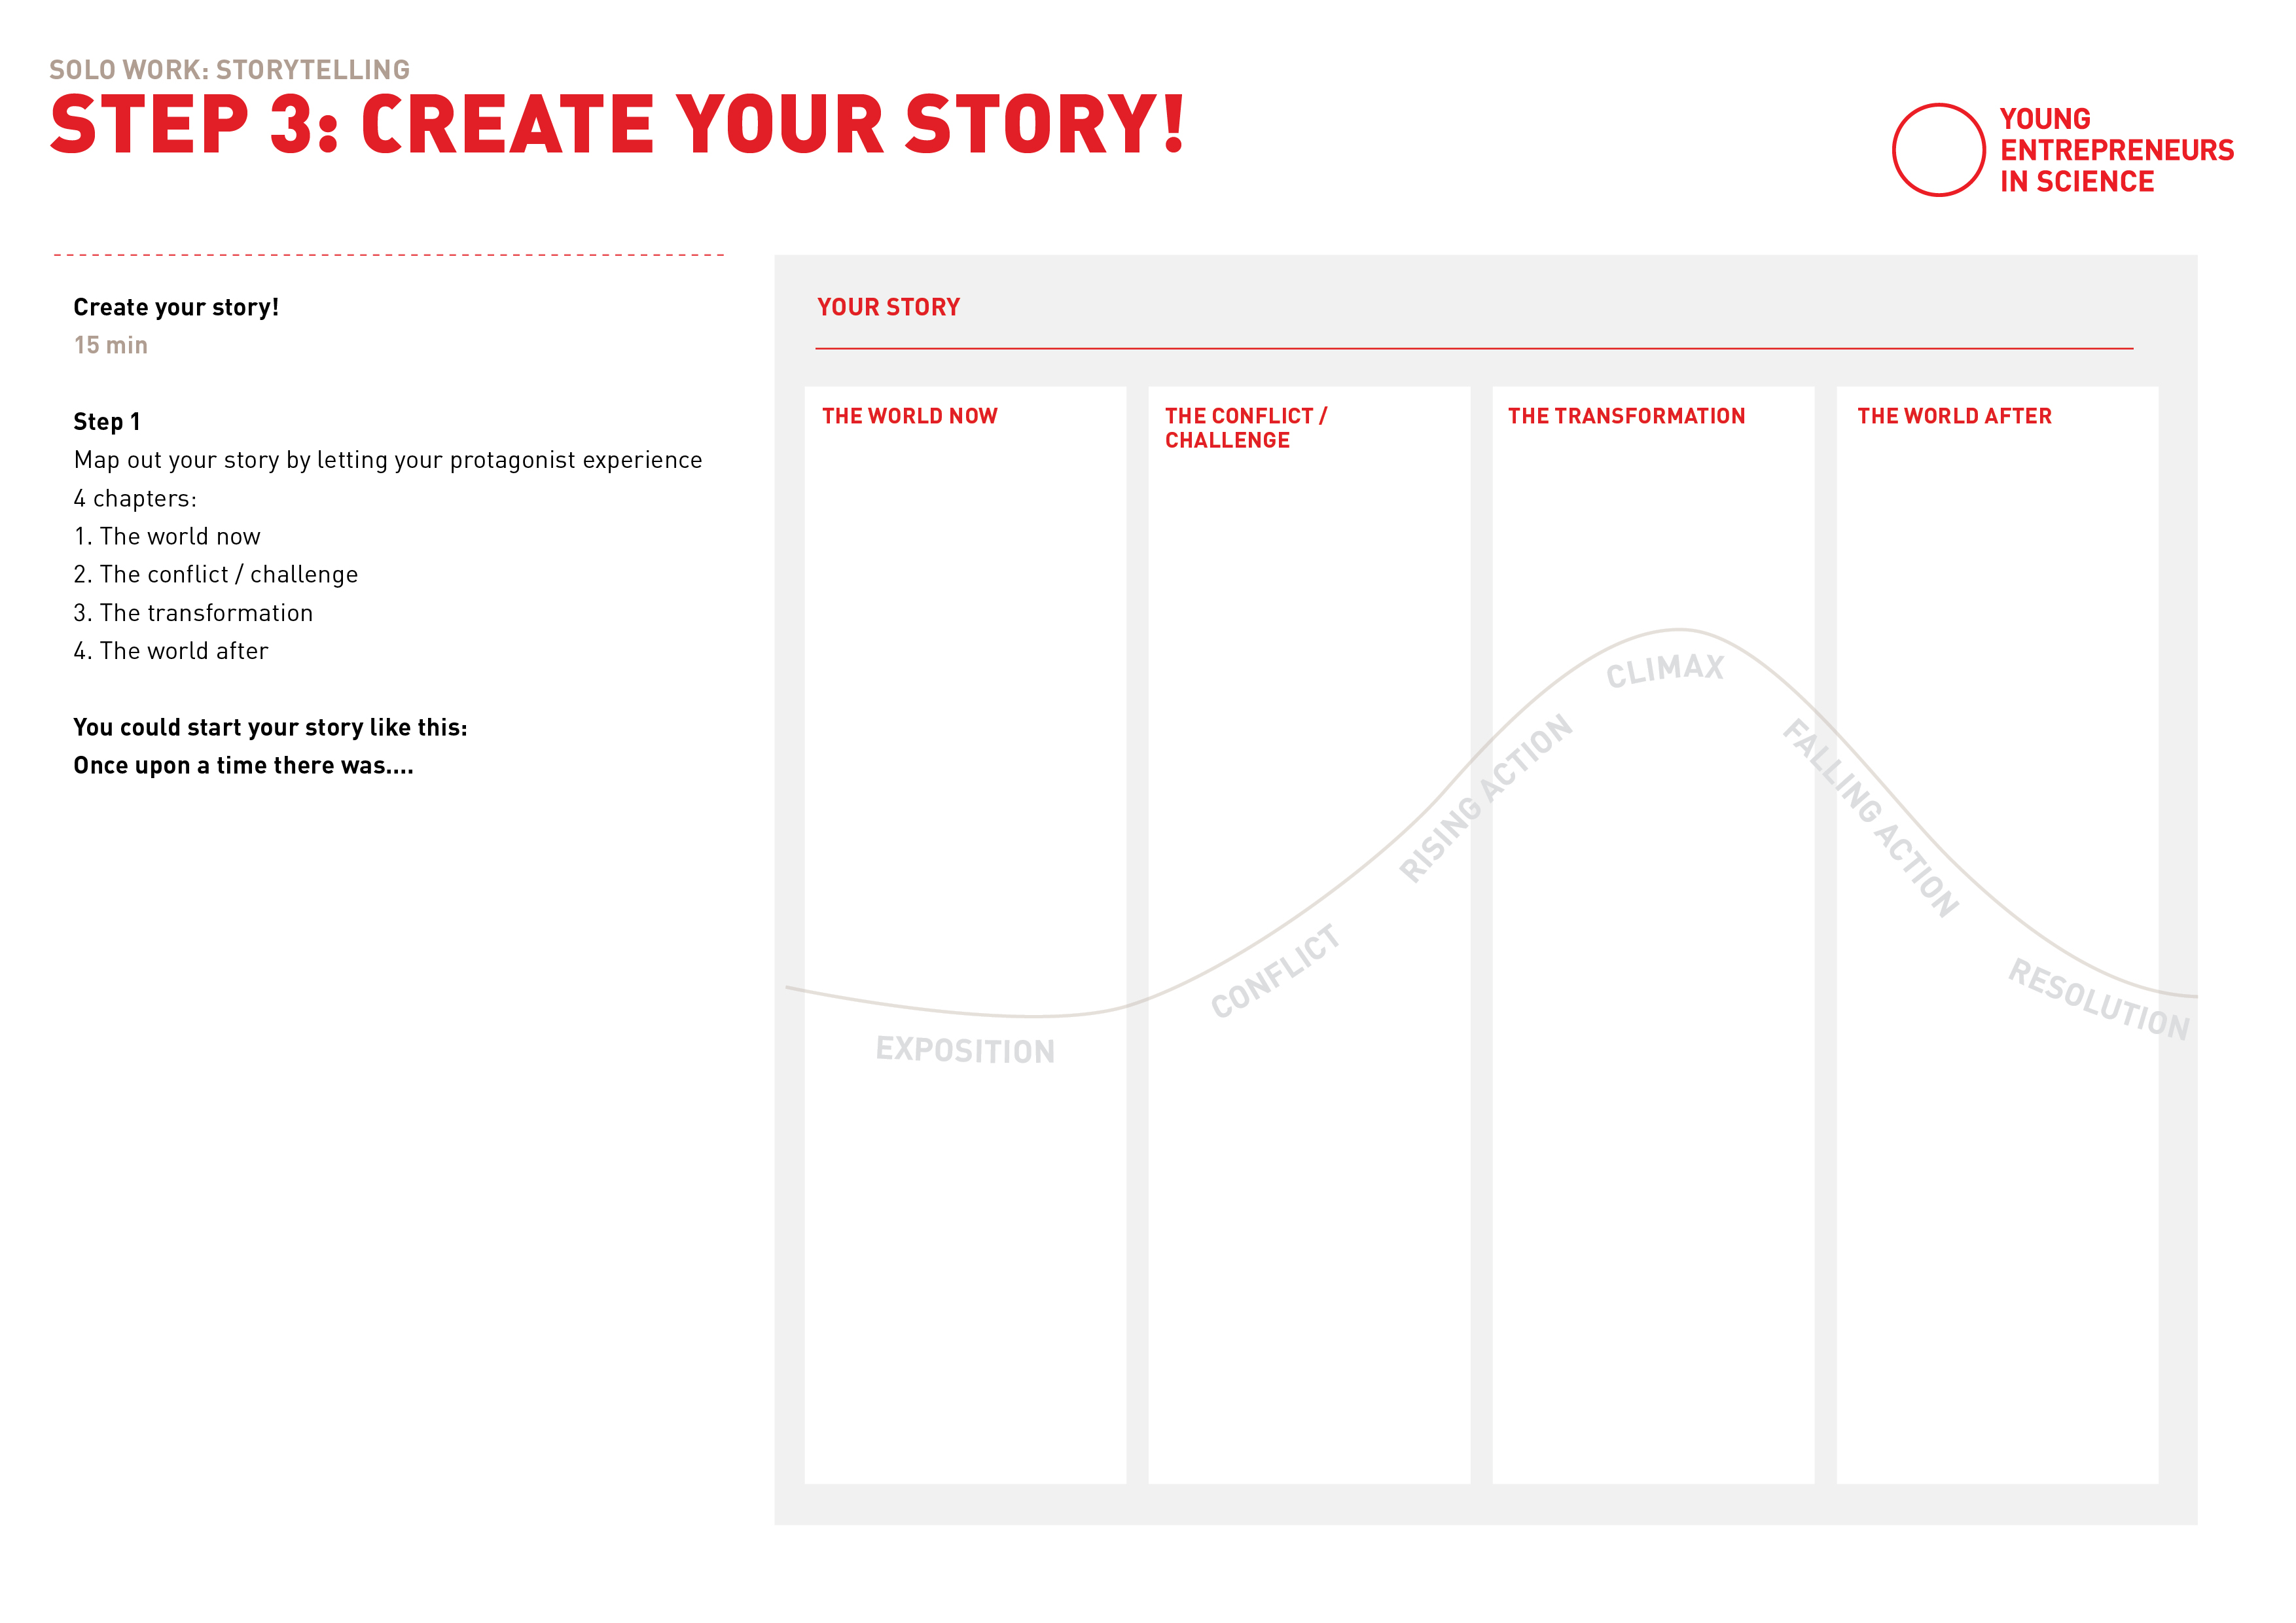 SOLO WORK: STORYTELLING
STEP 3: CREATE YOUR STORY!
YOUNG
ENTREPRENEURS
IN SCIENCE
Create your story!
15 min
Step 1
Map out your story by letting your protagonist experience
4 chapters:
1. The world now
2. The conflict / challenge
3. The transformation
4. The world after
You could start your story like this:
Once upon a time there was....
YOUR STORY
THE WORLD NOW
THE CONFLICT /
CHALLENGE
THE TRANSFORMATION
THE WORLD AFTER
EXPOSITION
CONFLICT
RISING ACTION
CLIMAX
FALLING ACTION
RESOLUTION